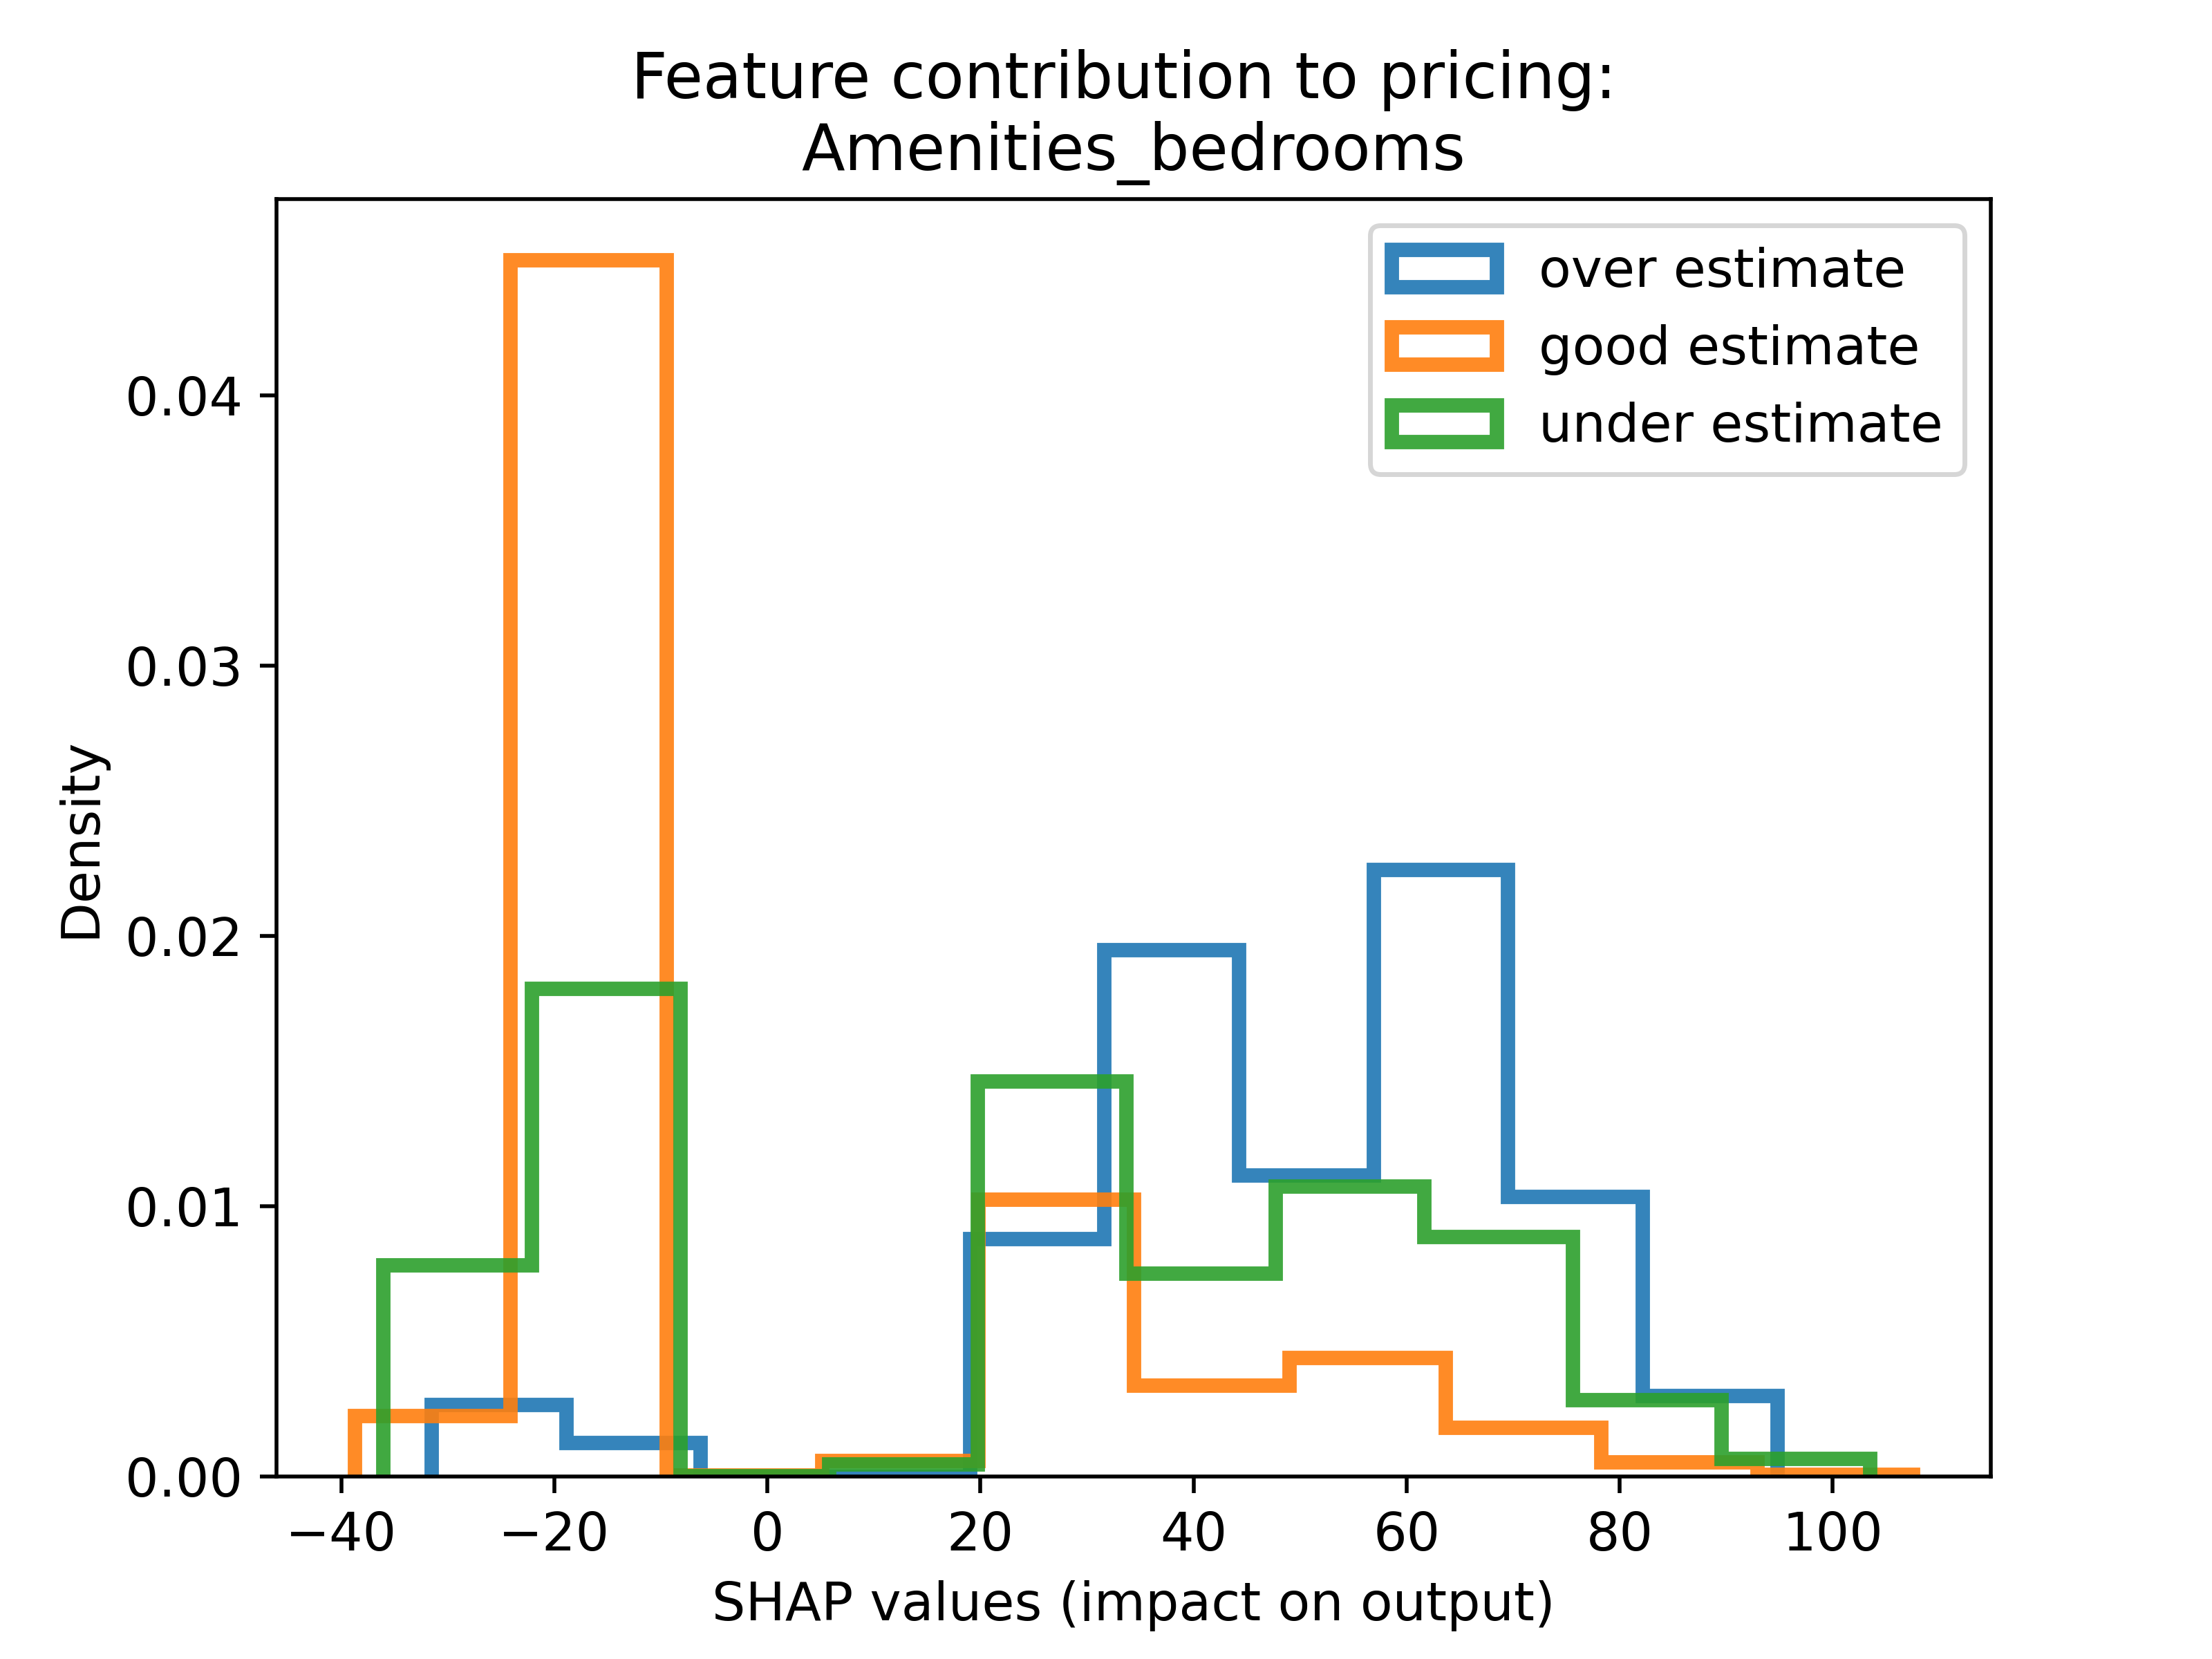 Feature contribution to pricing:
Amenities_bedrooms
over estimate
good estimate
under estimate
0.04
0.03
0.02
0.01
0.00
Density
−40 −20 0 20 40 60 80 100
SHAP values (impact on output)